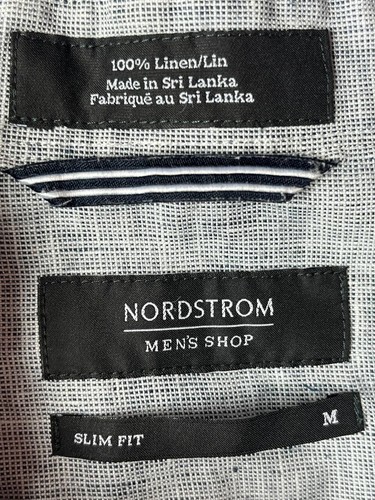 100% Linen/Lin
Made in Sri Lanka
Fabriqué au Sri Lanka
NORDSTROM
MEN'S SHOP
SLIM FIT M